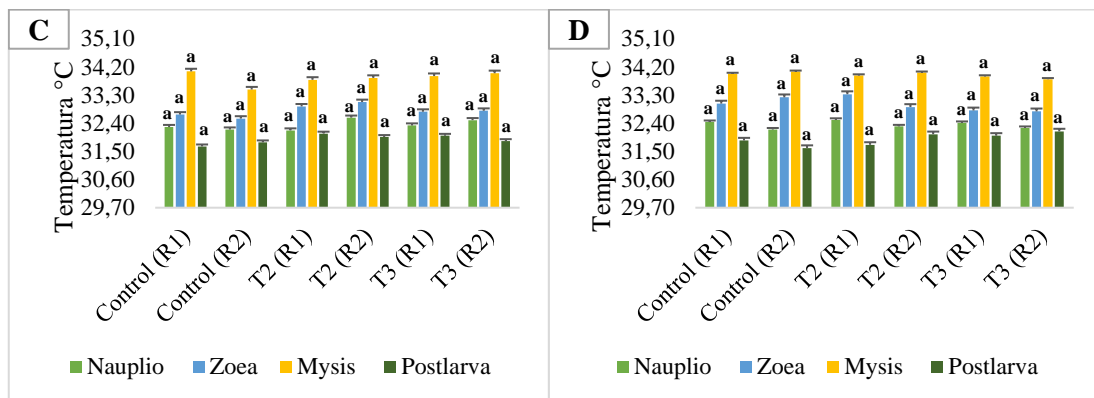 C
Temperatura °C
35,10
34,20
33,30
32,40
31,50
30,60
29,70
a a a a a a a a a a a a a a a a a a a a a a a a
Control (R1) Control (R2) T2 (R1) T2 (R2) T3 (R1) T3 (R2)
Nauplio Zoea Mysis Postlarva
D
Temperatura °C
35,10
34,20
33,30
32,40
31,50
30,60
29,70
a a a a a a a a a a a a a a a a a a a a a a a a
Control (R1) Control (R2) T2 (R1) T2 (R2) T3 (R1) T3 (R2)
Nauplio Zoea Mysis Postlarva